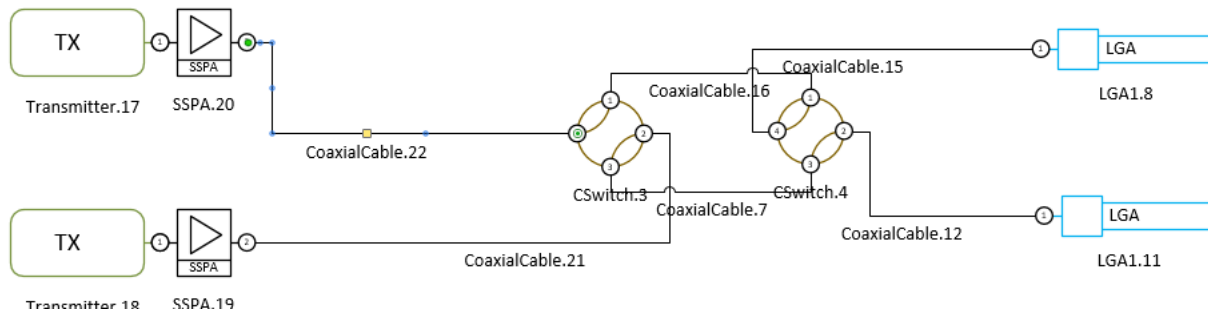 TX
1
SSPA
Transmitter.17
SSPA.20
CoaxialCable.22
1
2
3
CSwitch.3
CoaxialCable.16
CoaxialCable.7
CoaxialCable.15
1
4
2
3
CSwitch.4
1
LGA
LGA1.8
1
LGA
LGA1.11
CoaxialCable.12
TX
1
SSPA
2
CoaxialCable.21
Transmitter.18
SSPA.19